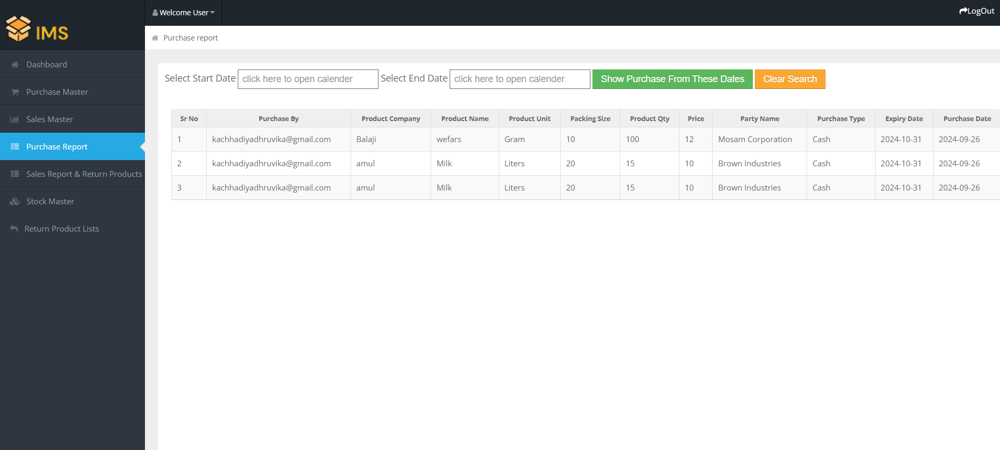 IMS
Welcome User
LogOut
Purchase report
Dashboard
Purchase Master
Sales Master
Purchase Report
Sales Report & Return Products
Stock Master
Return Product Lists
Select Start Date click here to open calender Select End Date click here to open calender Show Purchase From These Dates Clear Search
Sr No Purchase By Product Company Product Name Product Unit Packing Size Product Qty Price Party Name Purchase Type Expiry Date Purchase Date
1 kachhadiyadhruvika@gmail.com Balaji wefars Gram 10 100 12 Mosam Corporation Cash 2024-10-31 2024-09-26
2 kachhadiyadhruvika@gmail.com amul Milk Liters 20 15 10 Brown Industries Cash 2024-10-31 2024-09-26
3 kachhadiyadhruvika@gmail.com amul Milk Liters 20 15 10 Brown Industries Cash 2024-10-31 2024-09-26